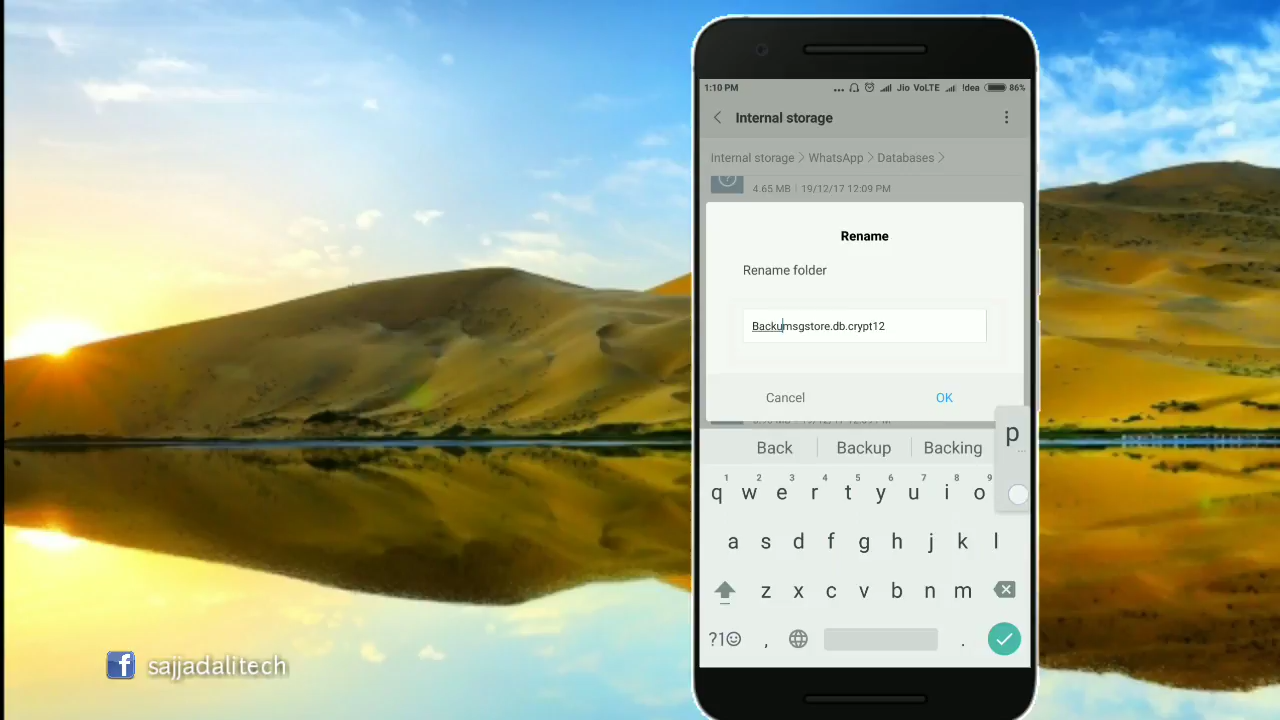 1:10 PM ... Jio VoLTE !dea 86%
Internal storage
Internal storage > WhatsApp > Databases >
4.65 MB | 19/12/17 12:09 PM
Rename
Rename folder
Backumsgstore.db.crypt12
Cancel OK
Back Backup Backing
p
1 2 3 4 5 6 7 8 9
q w e r t y u i o
a s d f g h j k l
z x c v b n m
?1☺ , .
f sajjadalitech